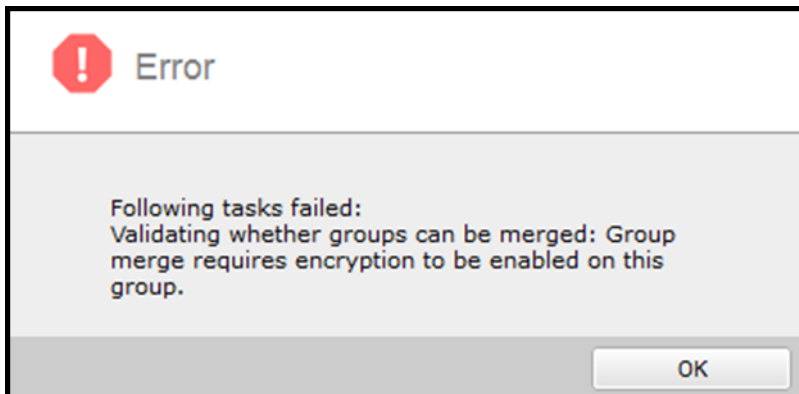 Error
Following tasks failed:
Validating whether groups can be merged: Group
merge requires encryption to be enabled on this
group.
OK